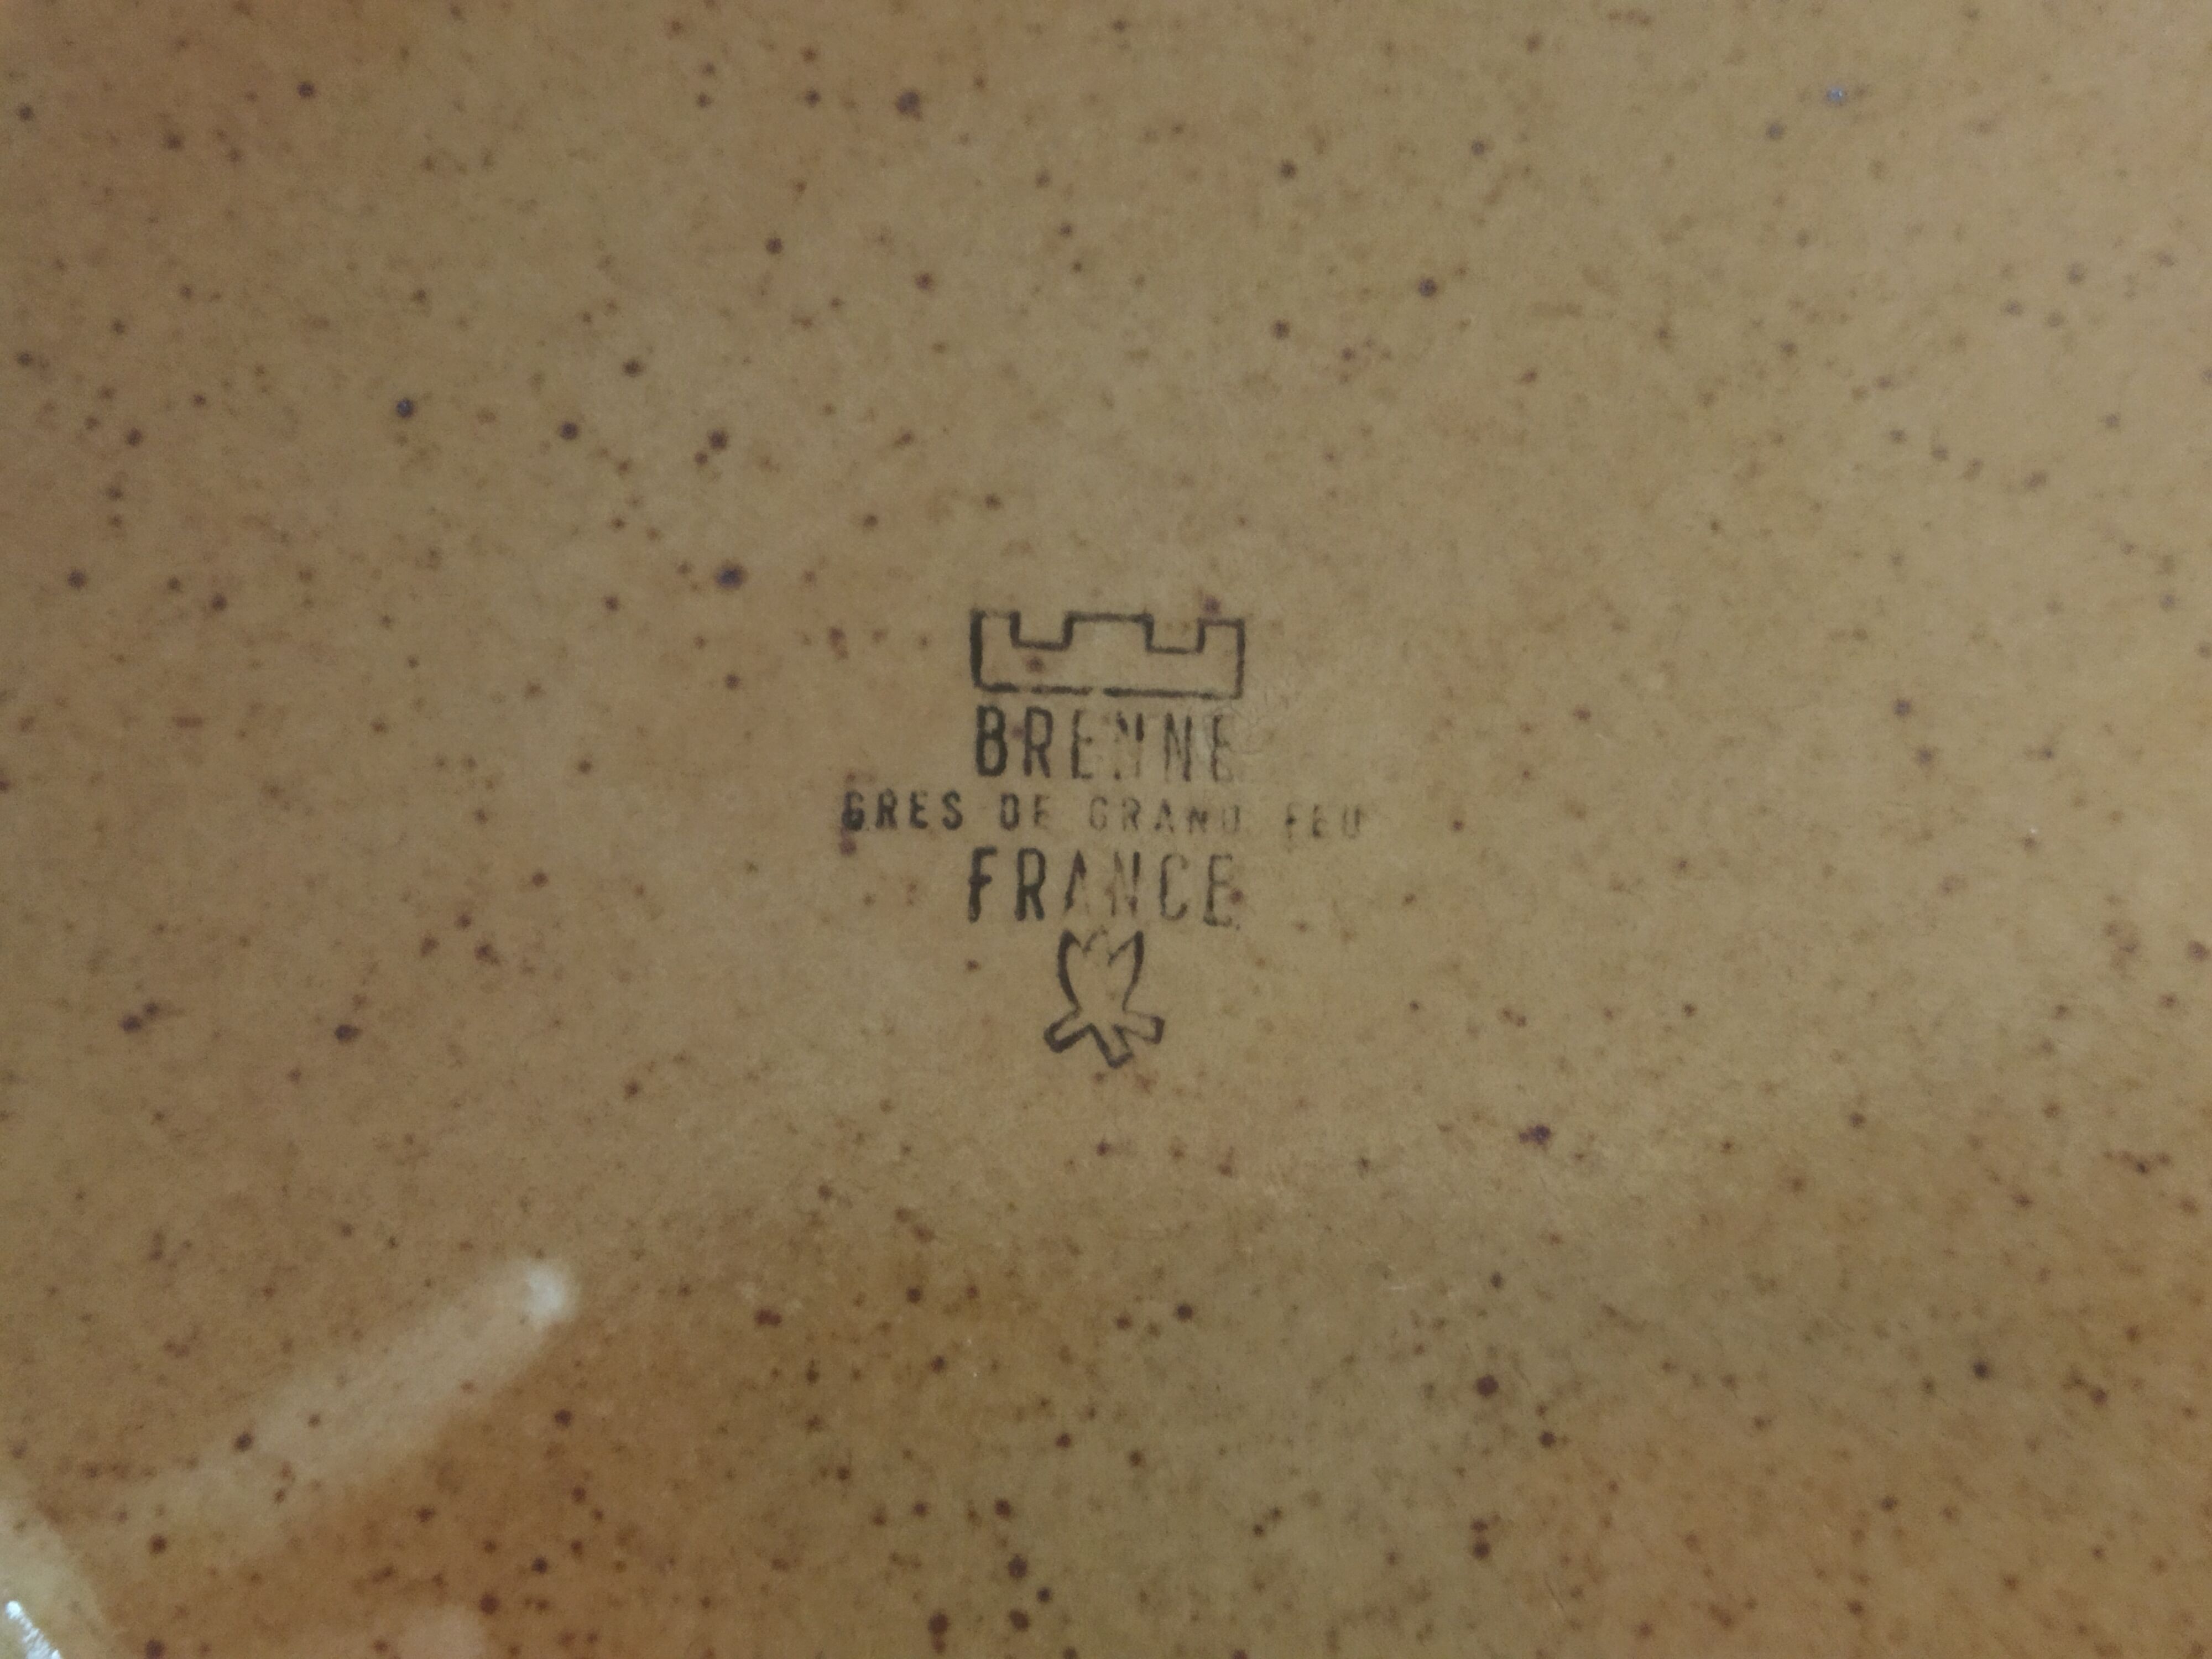 BRENNE
GRES DE GRAND FEU
FRANCE